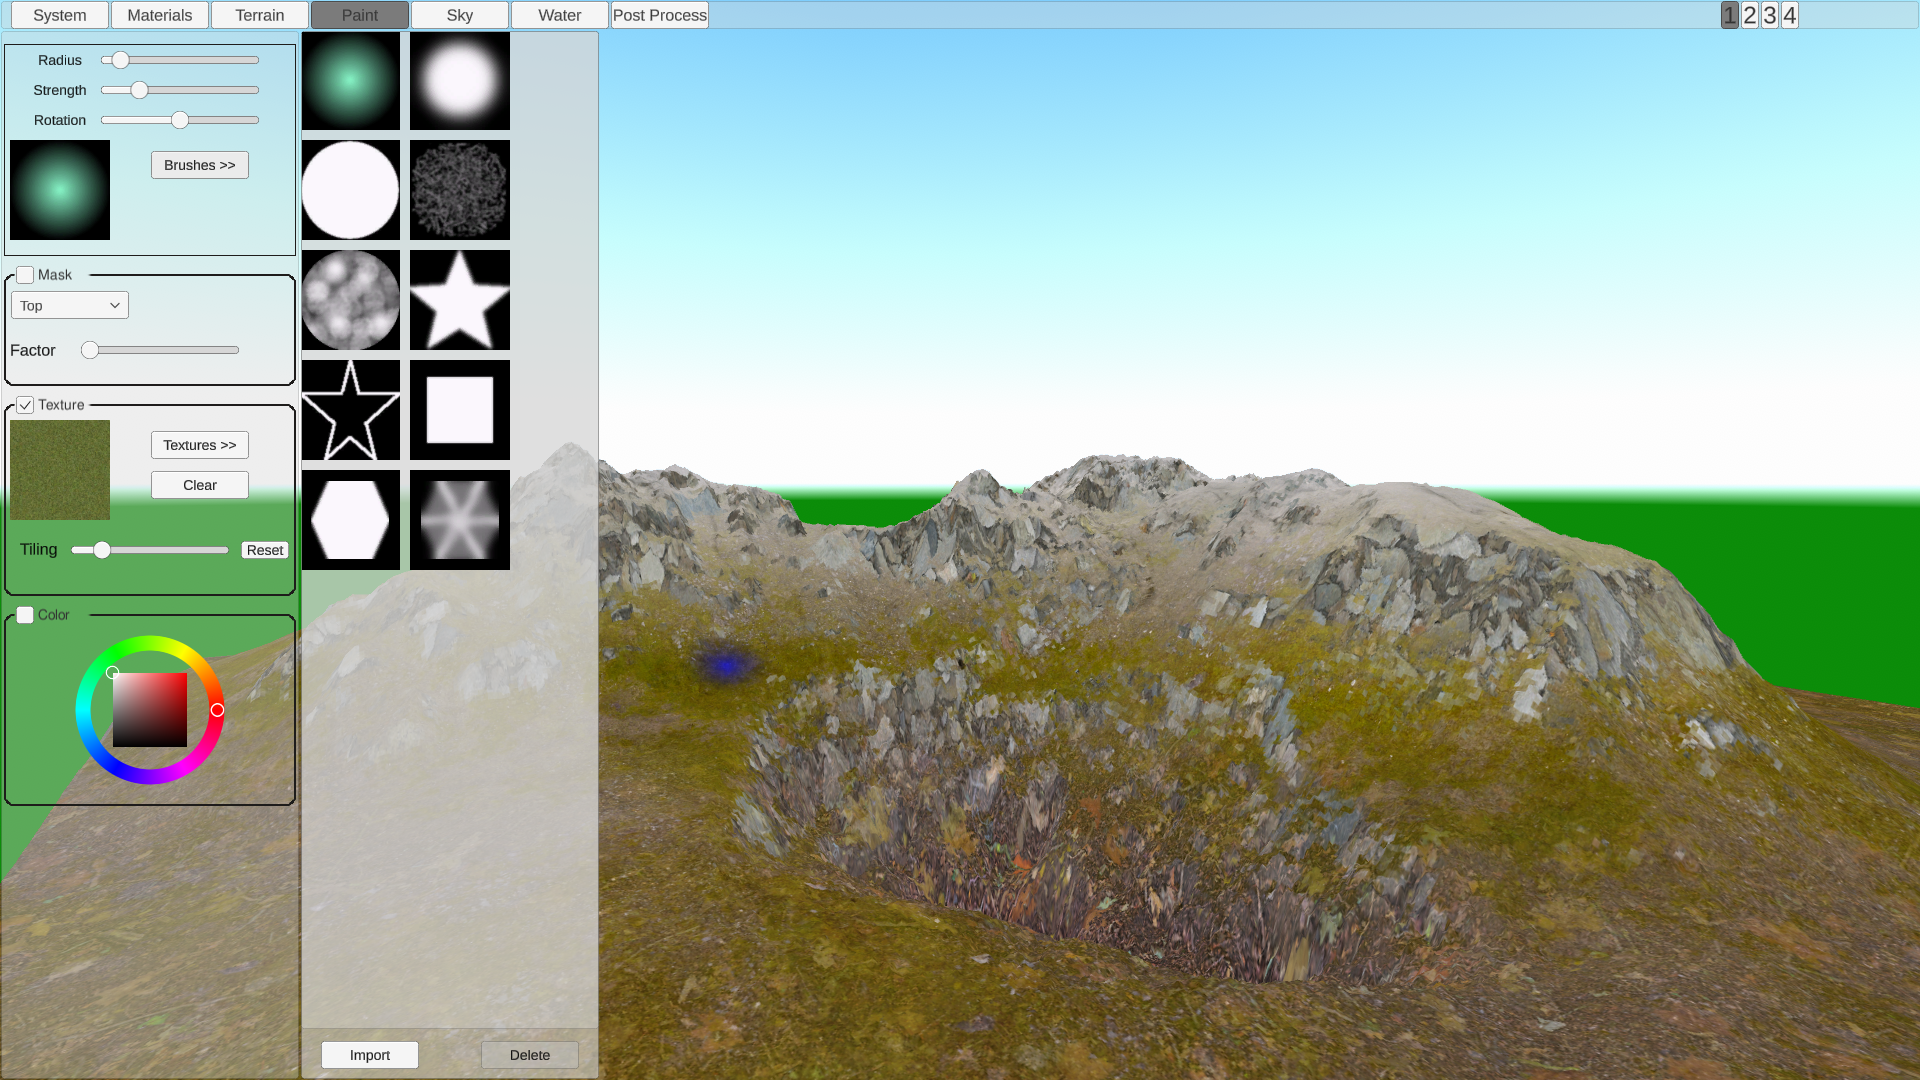 System Materials Terrain Paint Sky Water Post Process 1 2 3 4
Radius
Strength
Rotation
Brushes >>
Mask
Top
Factor
Texture
Textures >>
Clear
Tiling Reset
Color
Import Delete